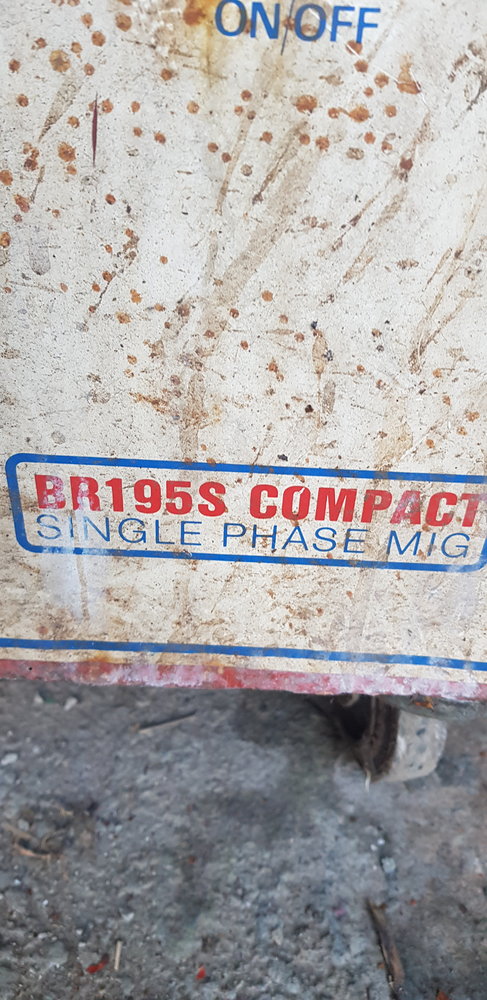 ON/OFF
BR195S COMPACT
SINGLE PHASE MIG